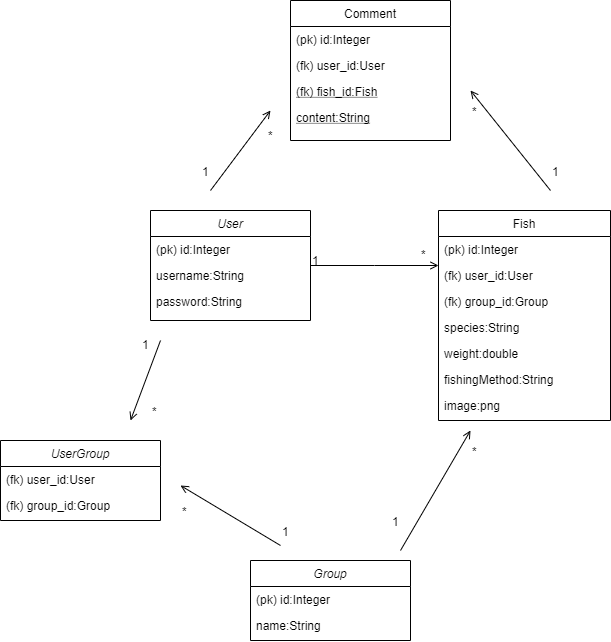 Comment
(pk) id:Integer
(fk) user_id:User
(fk) fish_id:Fish
content:String
*
*
1
1
User
(pk) id:Integer
username:String
password:String
1
*
Fish
(pk) id:Integer
(fk) user_id:User
(fk) group_id:Group
species:String
weight:double
fishingMethod:String
image:png
1
*
UserGroup
(fk) user_id:User
(fk) group_id:Group
*
1
1
*
Group
(pk) id:Integer
name:String